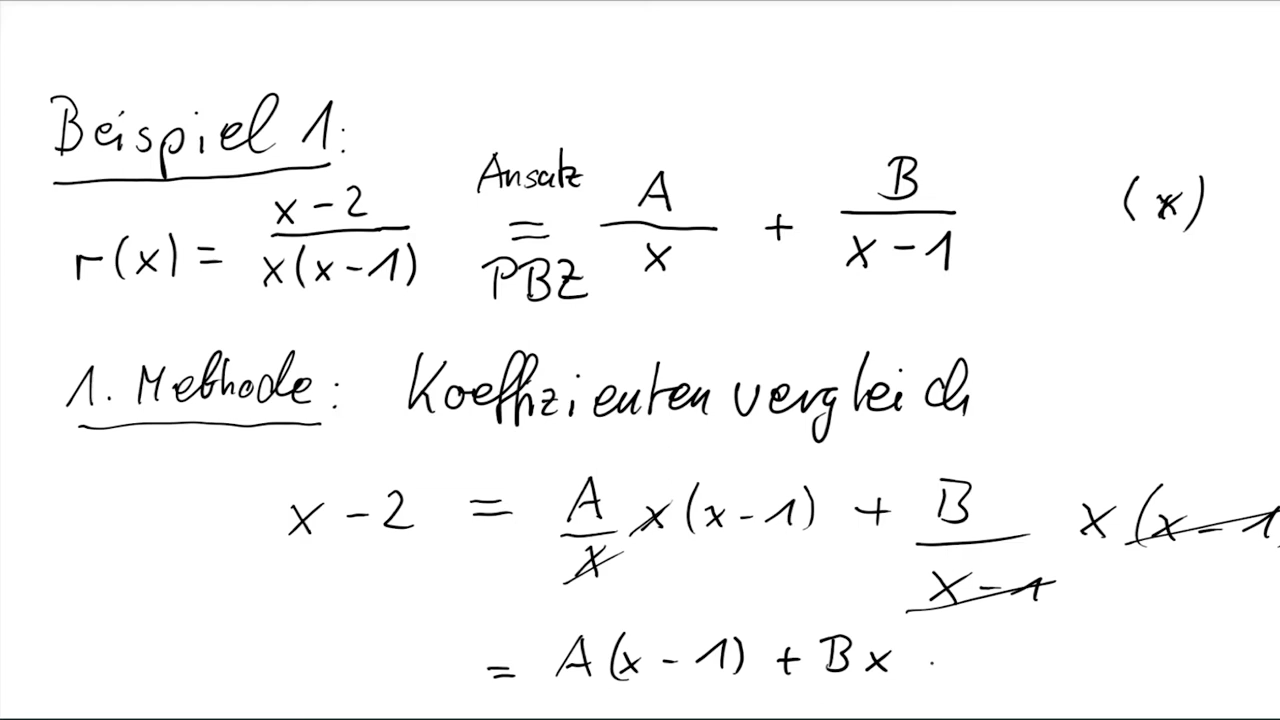 Beispiel 1:
r(x) = x-2 / x(x-1) Ansatz = PBZ A / x + B / x-1 (*)
1. Methode: Koeffizientenvergleich
x-2 = A / x x(x-1) + B / x-1 x(x-1)
= A(x-1) + Bx